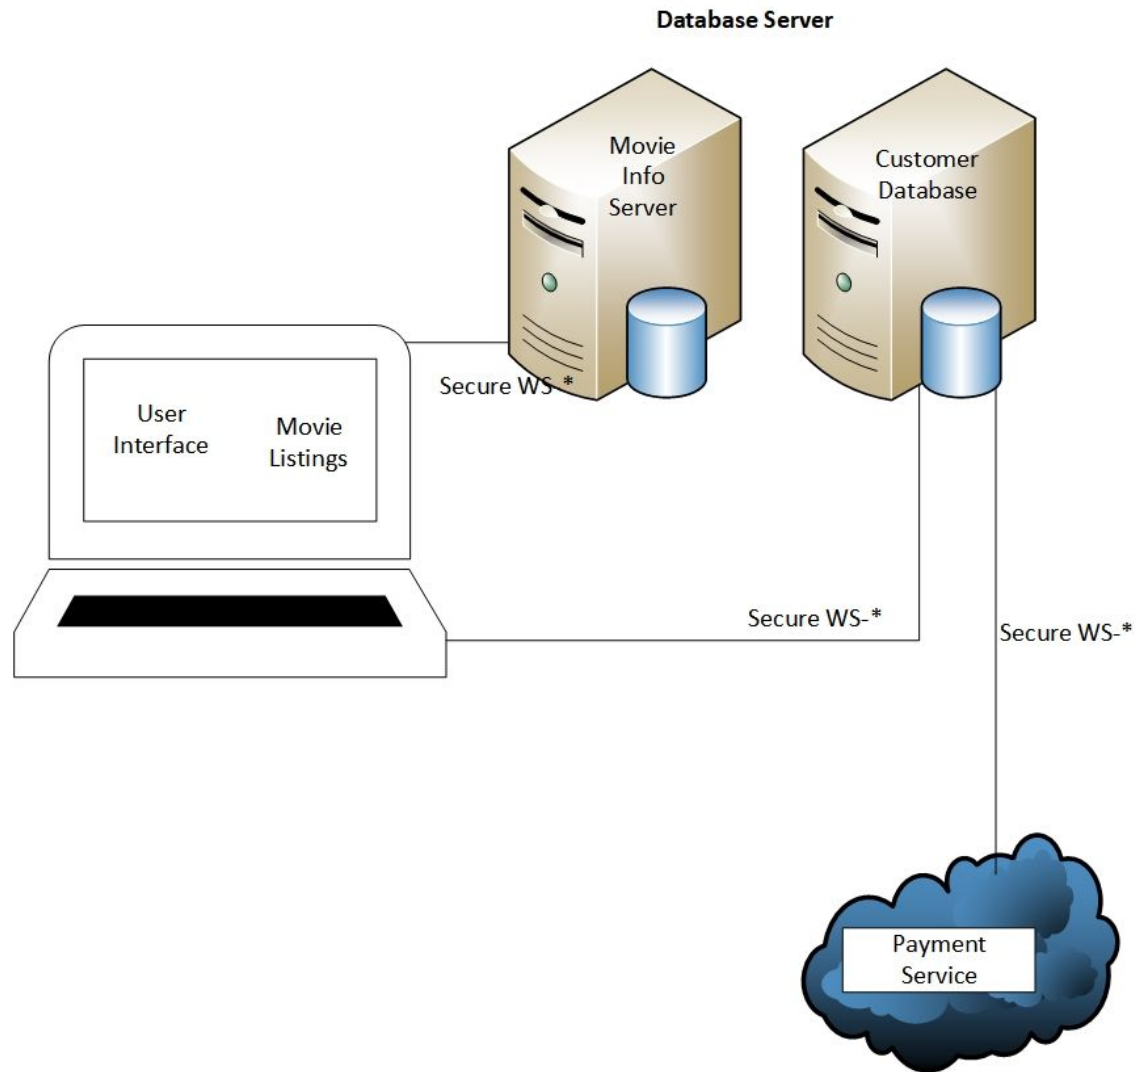 Database Server
Movie
Info
Server
Customer
Database
Secure WS-*
User
Interface
Movie
Listings
Secure WS-*
Secure WS-*
Payment
Service